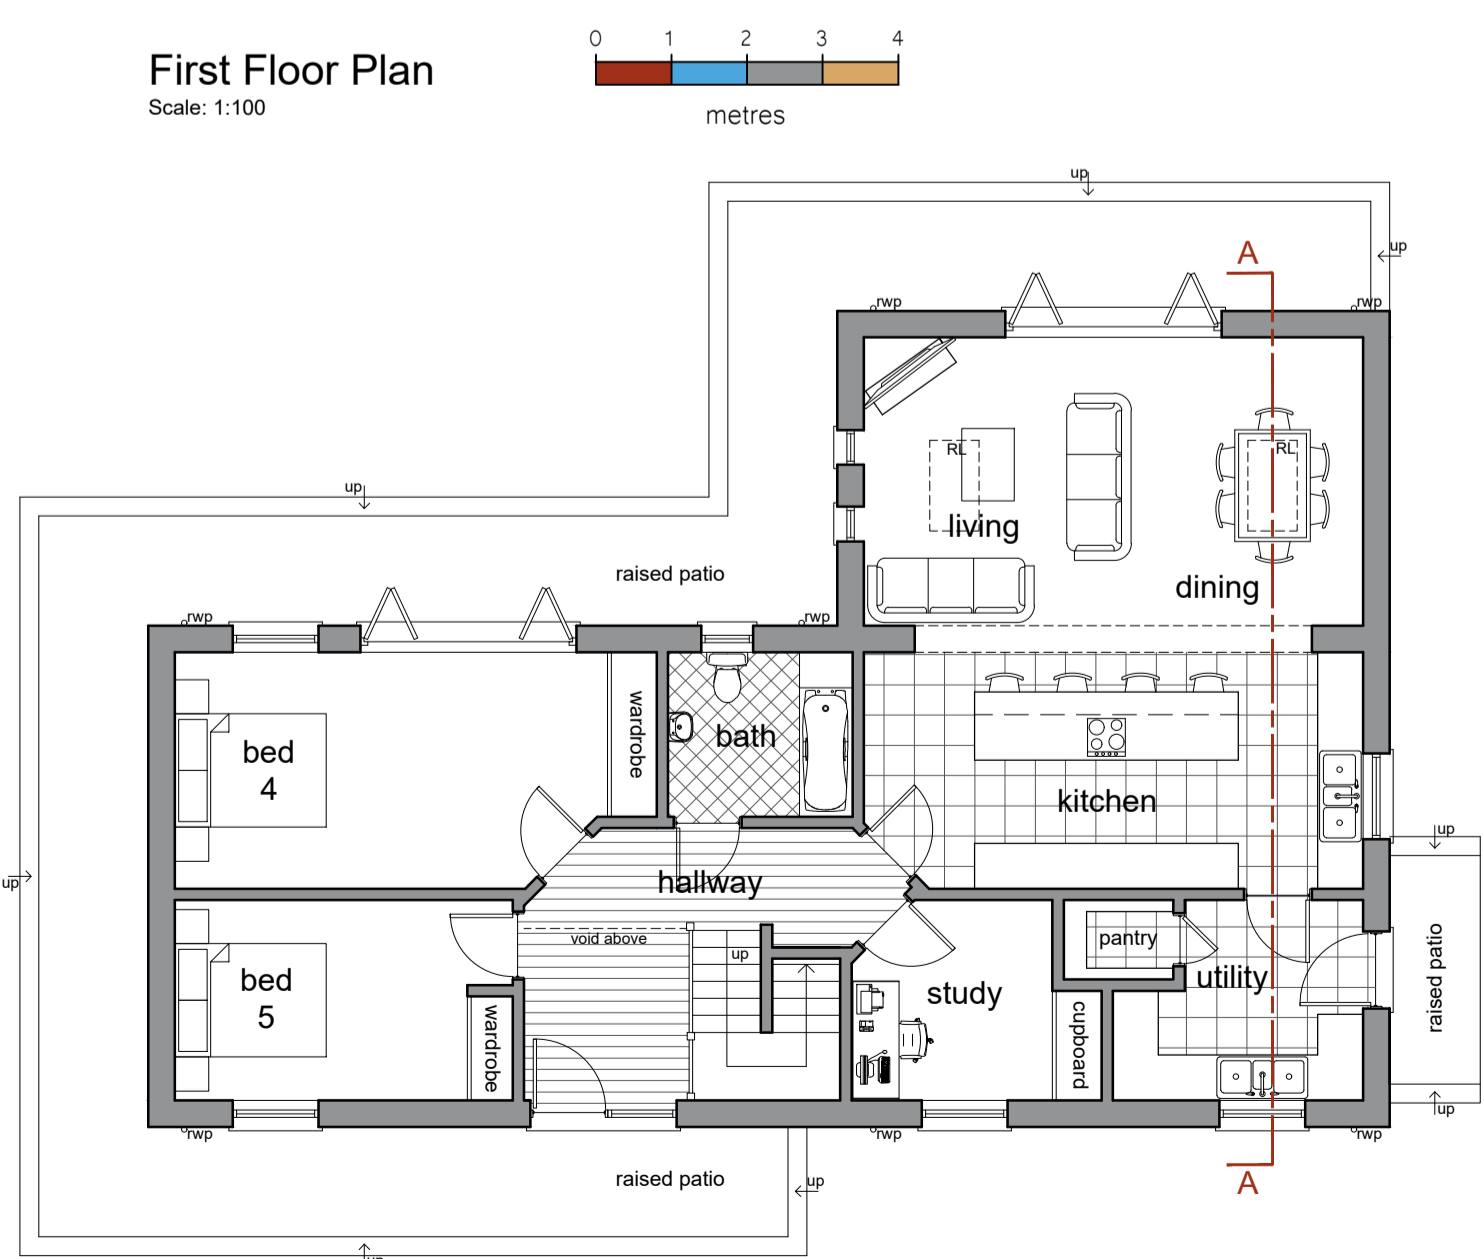 First Floor Plan
Scale: 1:100
0 1 2 3 4
metres
up
up
A
rwp
rwp
RL
RL
up
living
raised patio
dining
rwp
rwp
wardrobe
bath
bed
4
kitchen
up
up
hallway
void above
pantry
up
raised patio
bed
5
utility
study
wardrobe
cupboard
up
rwp
rwp
rwp
raised patio
up
A
up